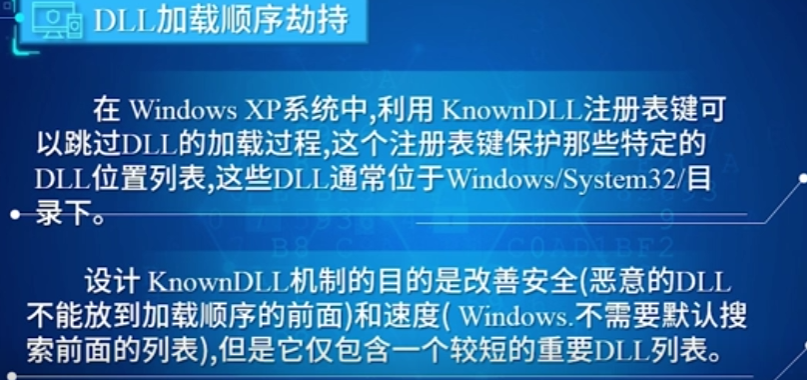 DLL加载顺序劫持
在 Windows XP系统中,利用 KnownDLL注册表键可
以跳过DLL的加载过程,这个注册表键保护那些特定的
DLL位置列表,这些DLL通常位于Windows/System32/目
录下。
设计 KnownDLL机制的目的是改善安全(恶意的DLL
不能放到加载顺序的前面)和速度( Windows.不需要默认搜
索前面的列表),但是它仅包含一个较短的重要DLL列表。